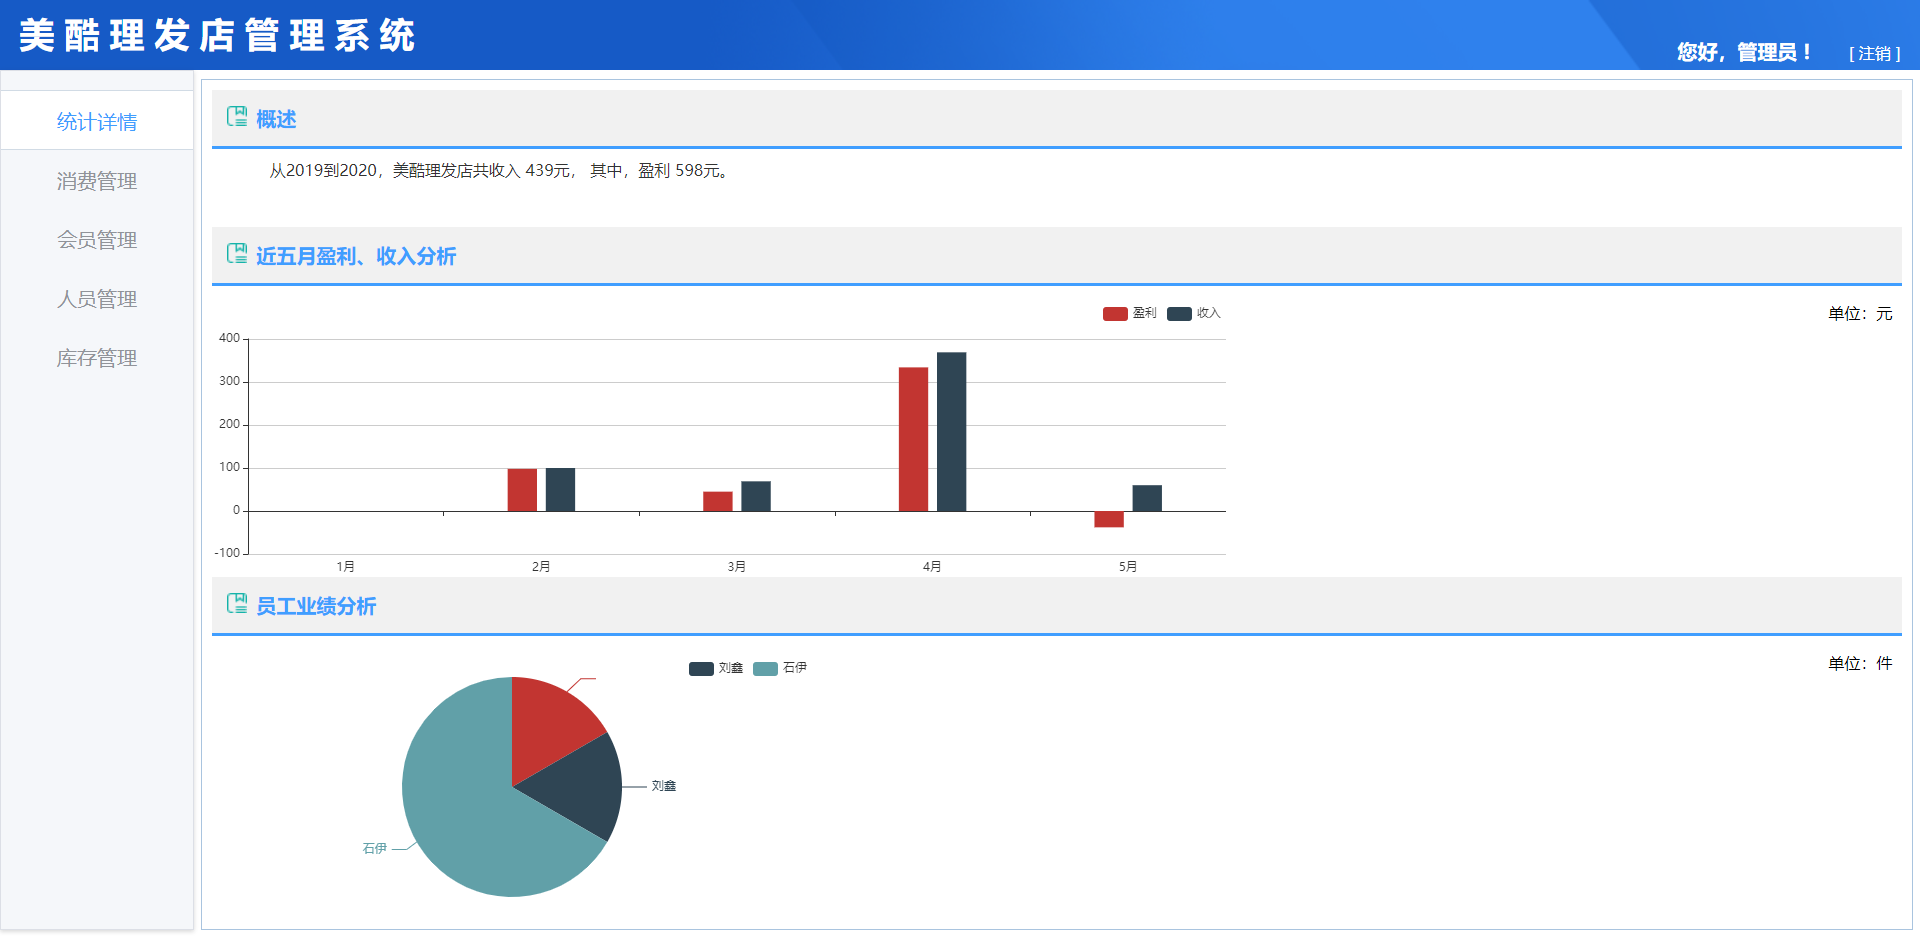 美酷理发店管理系统
您好，管理员！ [ 注销 ]
统计详情
消费管理
会员管理
人员管理
库存管理
概述
从2019到2020，美酷理发店共收入 439元， 其中，盈利 598元。
近五月盈利、收入分析
盈利 收入
单位：元
400
300
200
100
0
-100
1月 2月 3月 4月 5月
员工业绩分析
刘鑫 石伊
单位：件
刘鑫
石伊